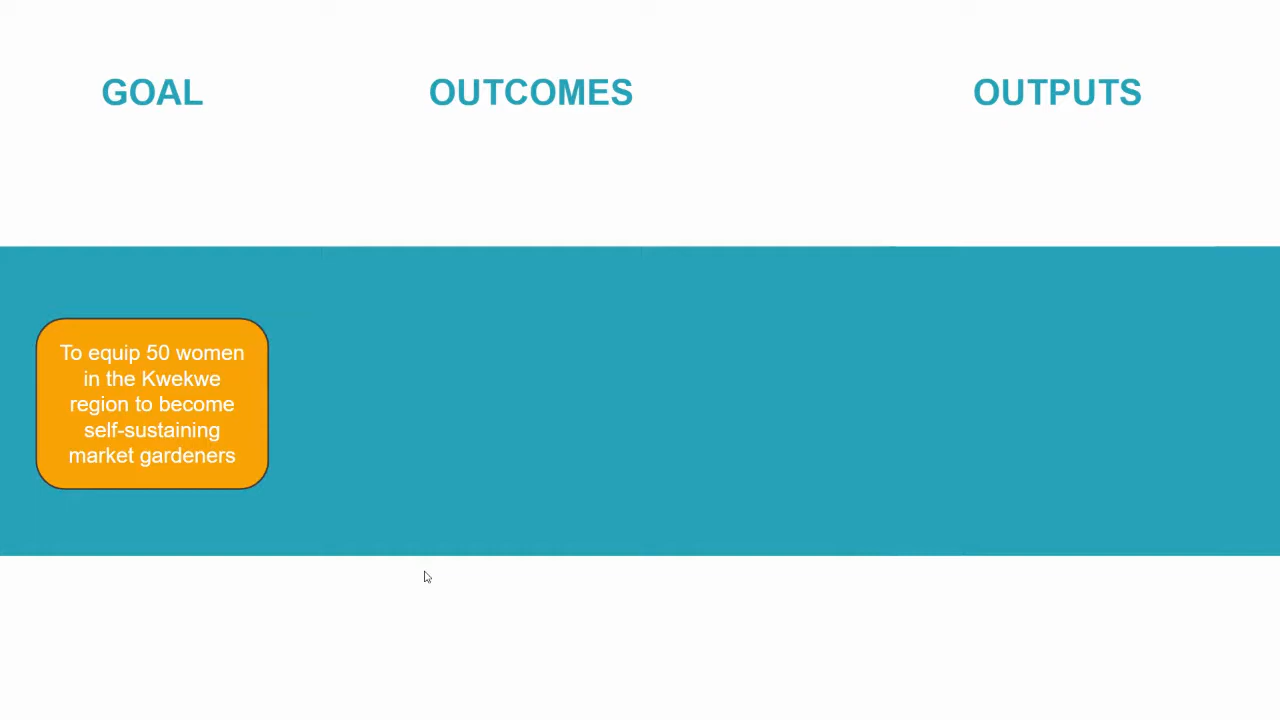 GOAL
OUTCOMES
OUTPUTS
To equip 50 women
in the Kwekwe
region to become
self-sustaining
market gardeners